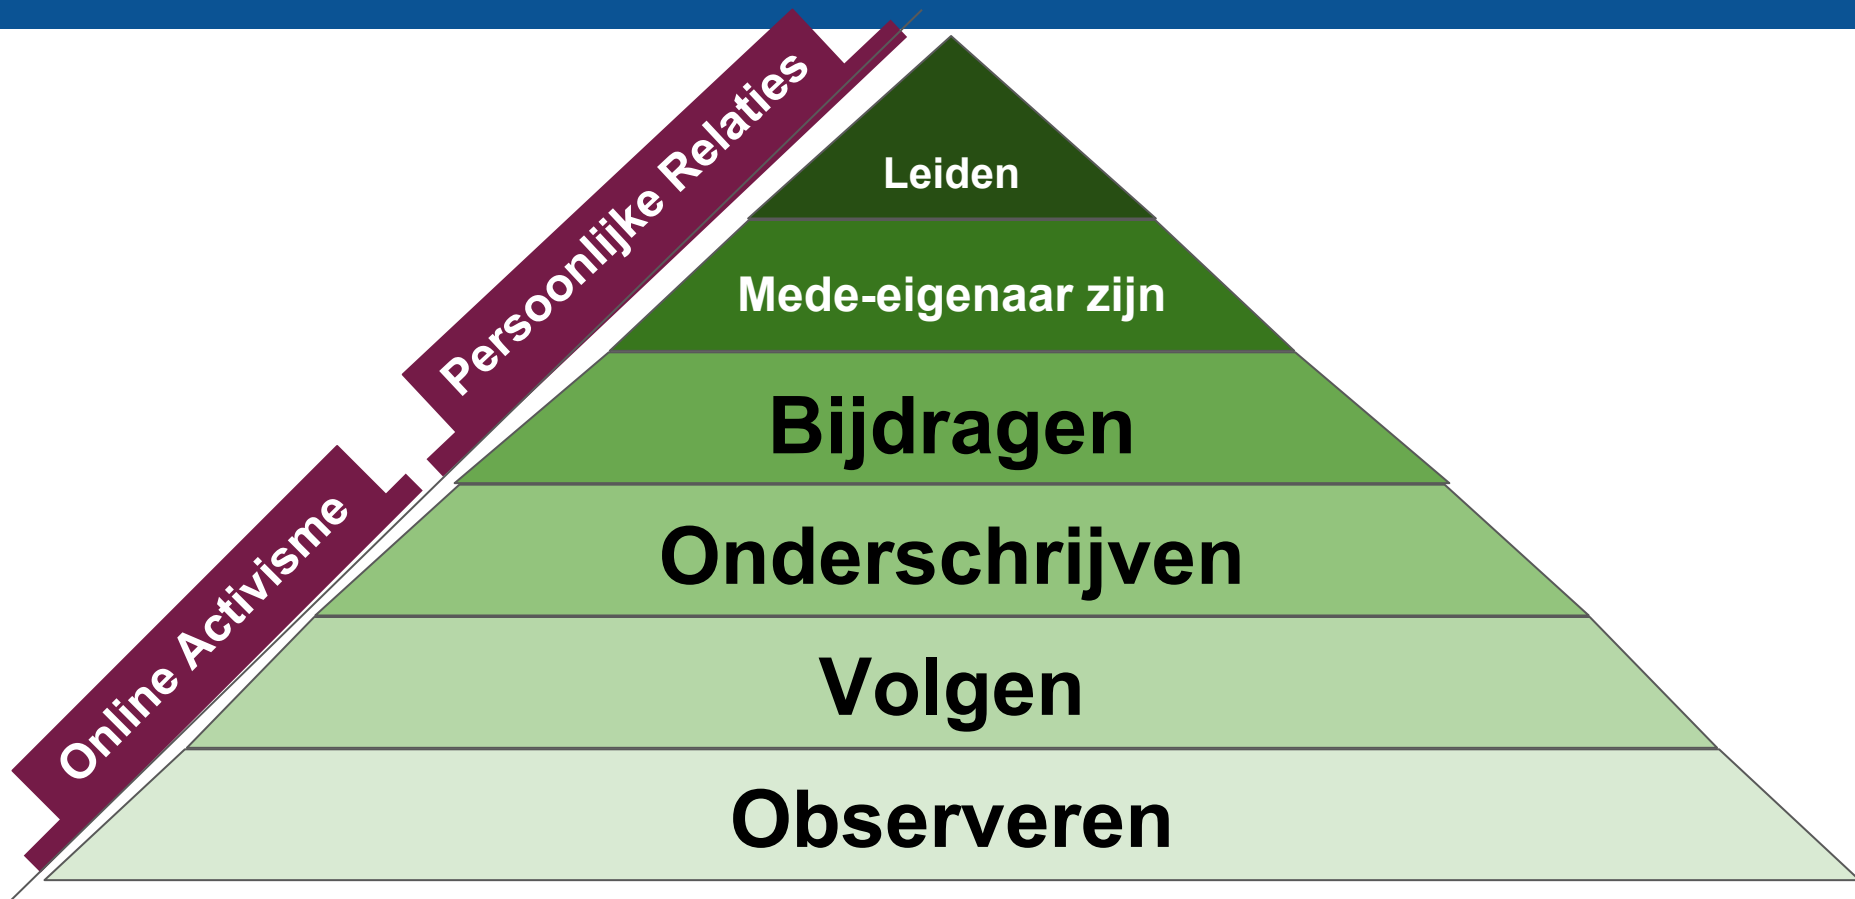 Persoonlijke Relaties
Leiden
Mede-eigenaar zijn
Bijdragen
Online Activisme
Onderschrijven
Volgen
Observeren